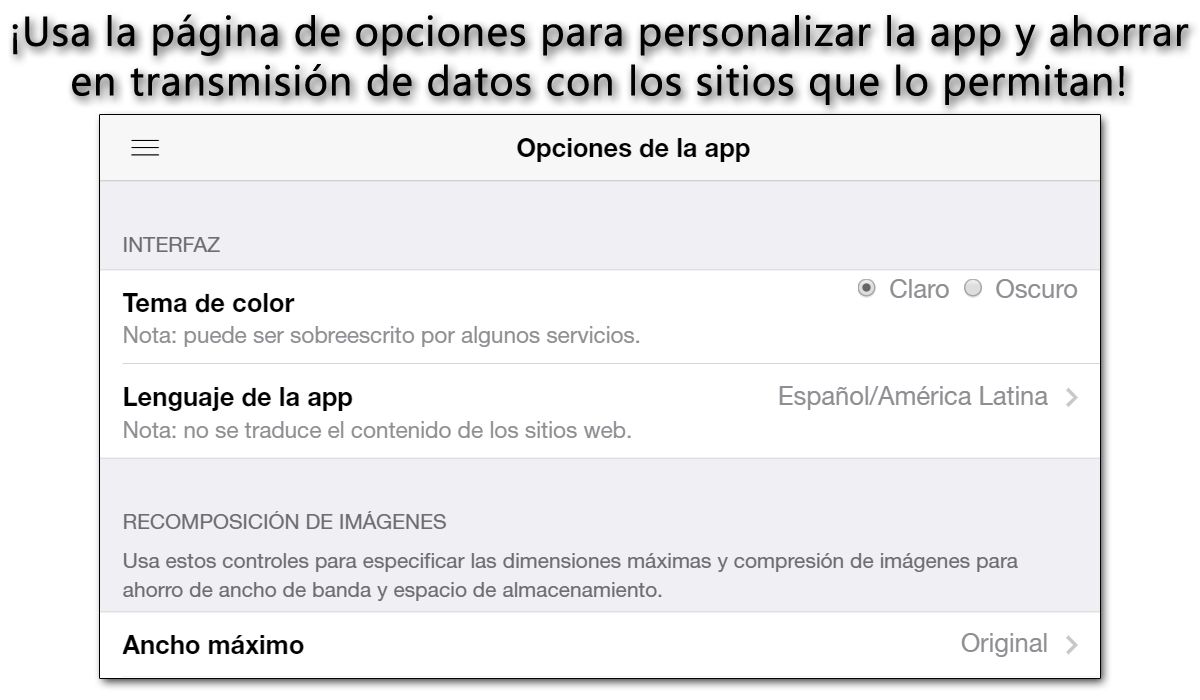 ¡Usa la página de opciones para personalizar la app y ahorrar
en transmisión de datos con los sitios que lo permitan!
Opciones de la app
INTERFAZ
Tema de color
Claro Oscuro
Nota: puede ser sobreescrito por algunos servicios.
Lenguaje de la app
Español/América Latina
Nota: no se traduce el contenido de los sitios web.
RECOMPOSICIÓN DE IMÁGENES
Usa estos controles para especificar las dimensiones máximas y compresión de imágenes para
ahorro de ancho de banda y espacio de almacenamiento.
Ancho máximo
Original